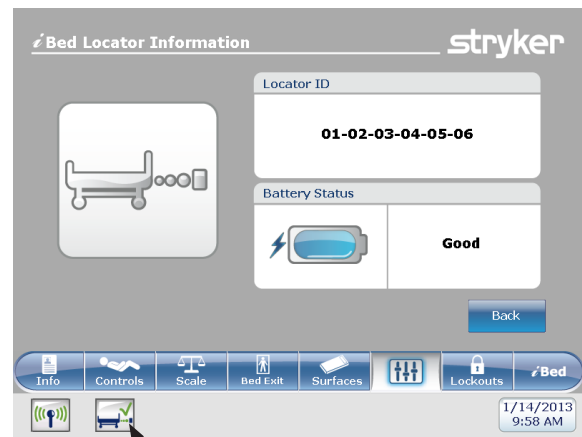 i Bed Locator Information
stryker
Locator ID
01-02-03-04-05-06
Battery Status
Good
Back
Info
Controls
Scale
Bed Exit
Surfaces
Lockouts
iBed
1/14/2013
9:58 AM